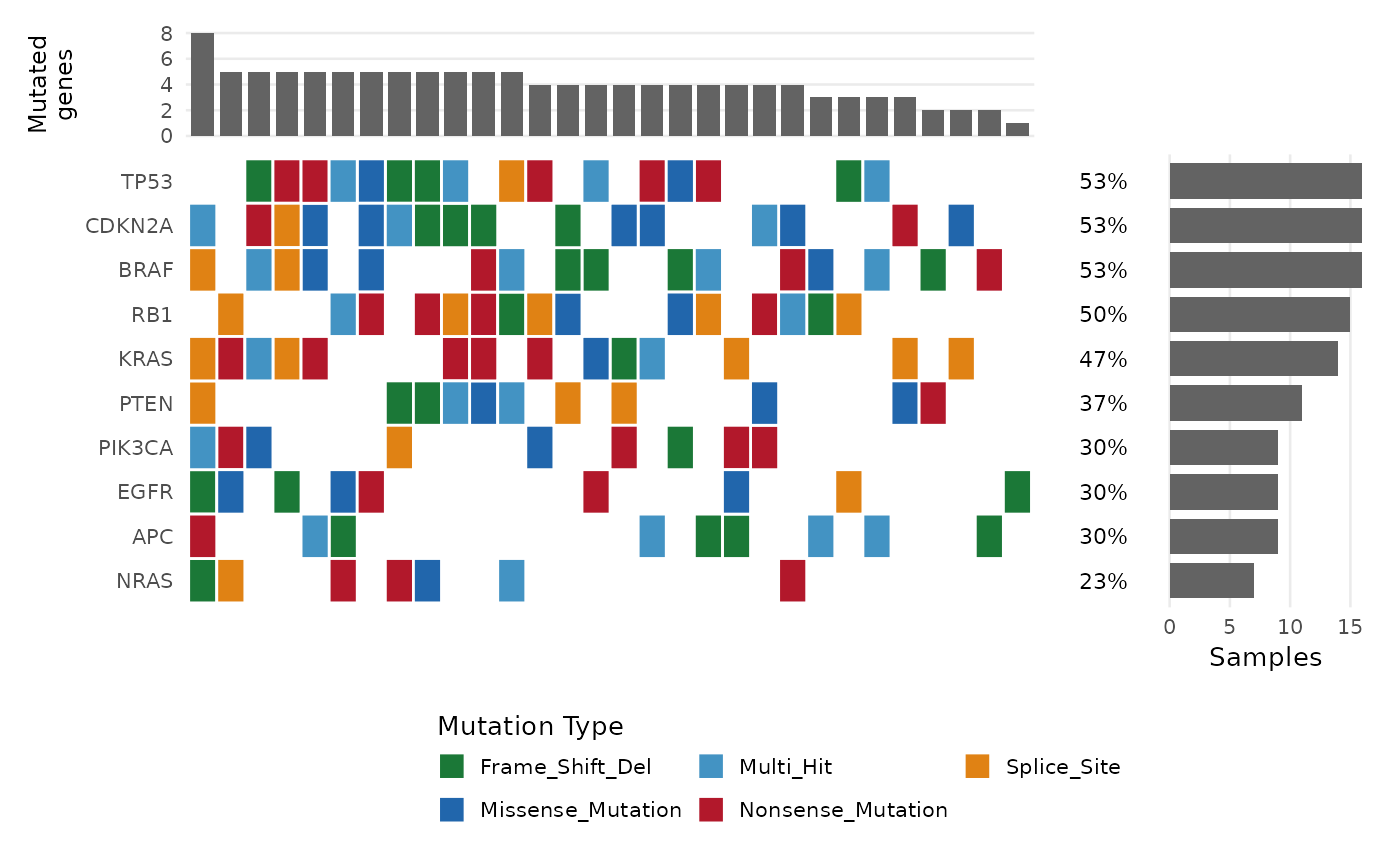 Mutated
genes
8
6
4
2
0
TP53 53%
CDKN2A 53%
BRAF 53%
RB1 50%
KRAS 47%
PTEN 37%
PIK3CA 30%
EGFR 30%
APC 30%
NRAS 23%
0 5 10 15
Samples
Mutation Type
Frame_Shift_Del Multi_Hit Splice_Site
Missense_Mutation Nonsense_Mutation